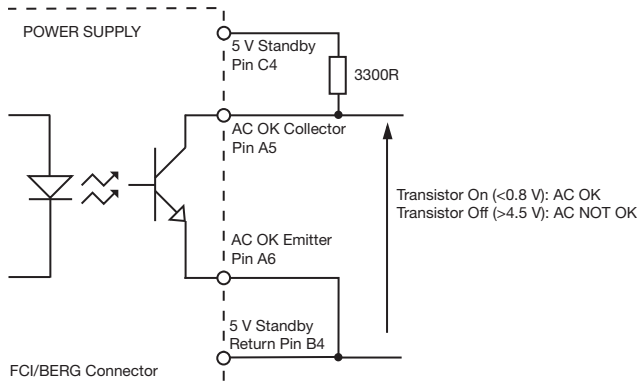 POWER SUPPLY
5 V Standby
Pin C4
3300R
AC OK Collector
Pin A5
Transistor On (<0.8 V): AC OK
Transistor Off (>4.5 V): AC NOT OK
AC OK Emitter
Pin A6
5 V Standby
Return Pin B4
FCI/BERG Connector